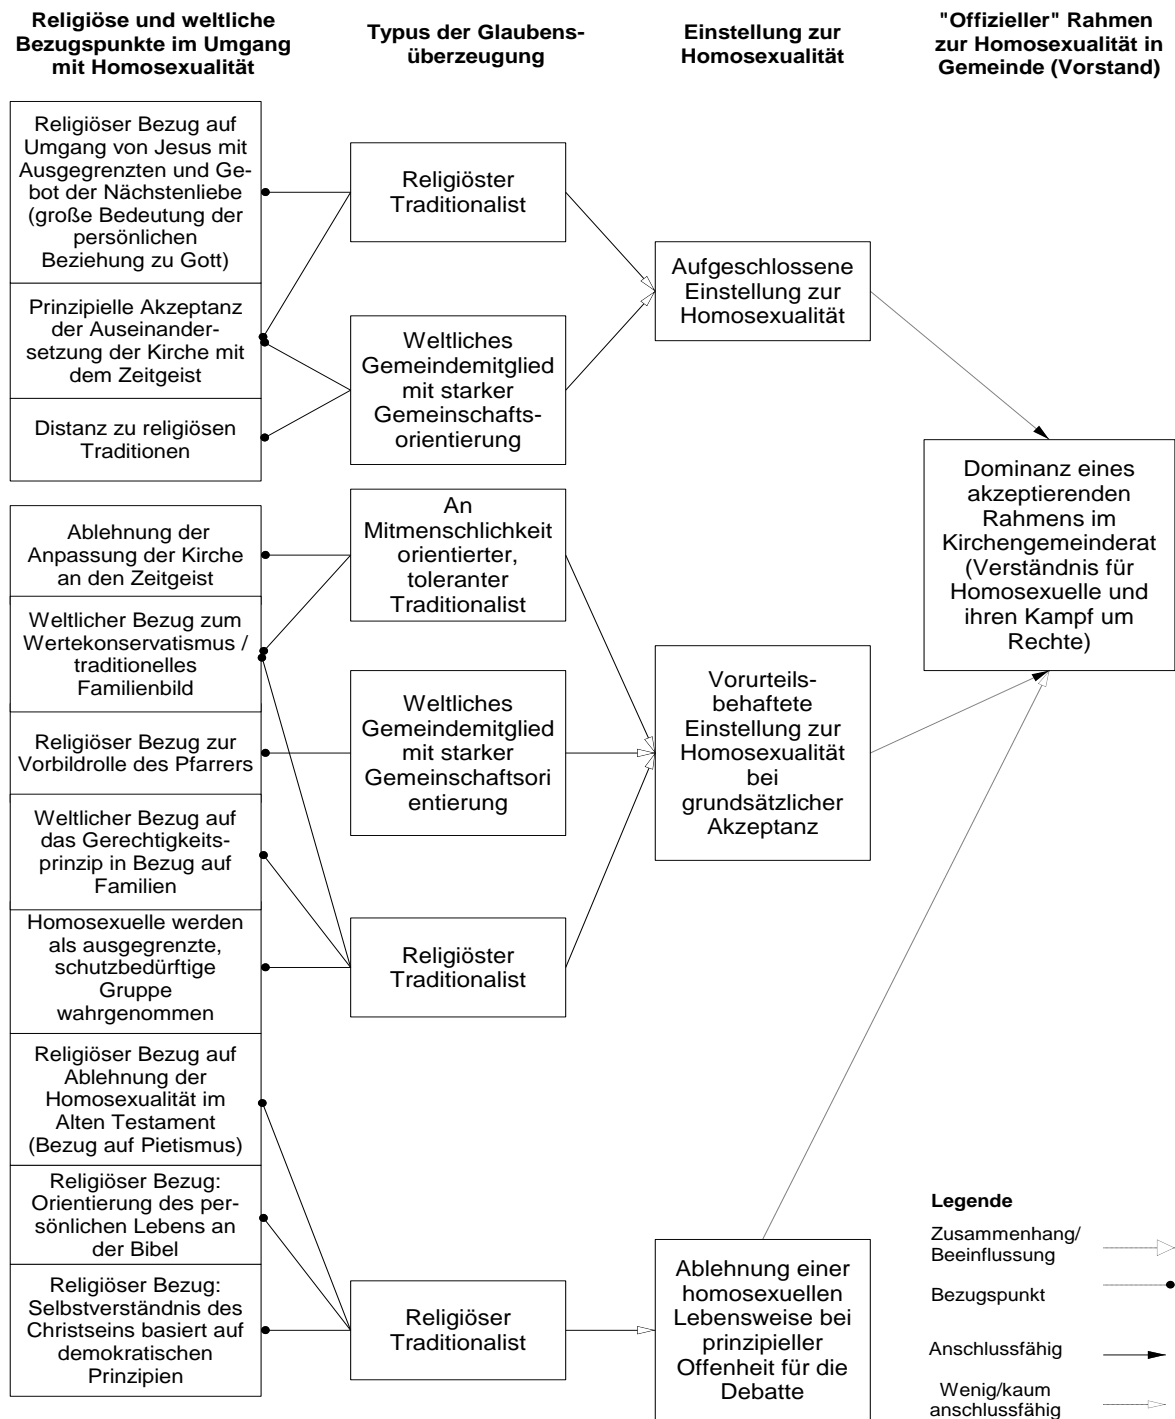 Religiöse und weltliche
Bezugspunkte im Umgang
mit Homosexualität
Typus der Glaubens-
überzeugung
Einstellung zur
Homosexualität
"Offizieller" Rahmen
zur Homosexualität in
Gemeinde (Vorstand)
Religiöser Bezug auf
Umgang von Jesus mit
Ausgegrenzten und Ge-
bot der Nächstenliebe
(große Bedeutung der
persönlichen
Beziehung zu Gott)
Prinzipielle Akzeptanz
der Auseinander-
setzung der Kirche mit
dem Zeitgeist
Distanz zu religiösen
Traditionen
Ablehnung der
Anpassung der Kirche
an den Zeitgeist
Weltlicher Bezug zum
Wertekonservatismus /
traditionelles
Familienbild
Religiöser Bezug zur
Vorbildrolle des Pfarrers
Weltlicher Bezug auf
das Gerechtigkeits-
prinzip in Bezug auf
Familien
Homosexuelle werden
als ausgegrenzte,
schutzbedürftige
Gruppe
wahrgenommen
Religiöser Bezug auf
Ablehnung der
Homosexualität im
Alten Testament
(Bezug auf Pietismus)
Religiöser Bezug:
Orientierung des per-
sönlichen Lebens an
der Bibel
Religiöser Bezug:
Selbstverständnis des
Christseins basiert auf
demokratischen
Prinzipien
Religiöster
Traditionalist
Weltliches
Gemeindemitglied
mit starker
Gemeinschafts-
orientierung
An
Mitmenschlichkeit
orientierter,
toleranter
Traditionalist
Weltliches
Gemeindemitglied
mit starker
Gemeinschaftsori
entierung
Religiöster
Traditionalist
Religiöser
Traditionalist
Aufgeschlossene
Einstellung zur
Homosexualität
Vorurteils-
behaftete
Einstellung zur
Homosexualität
bei
grundsätzlicher
Akzeptanz
Ablehnung einer
homosexuellen
Lebensweise bei
prinzipieller
Offenheit für die
Debatte
Dominanz eines
akzeptierenden
Rahmens im
Kirchengemeinderat
(Verständnis für
Homosexuelle und
ihren Kampf um
Rechte)
Legende
Zusammenhang/
Beeinflussung
Bezugspunkt
Anschlussfähig
Wenig/kaum
anschlussfähig